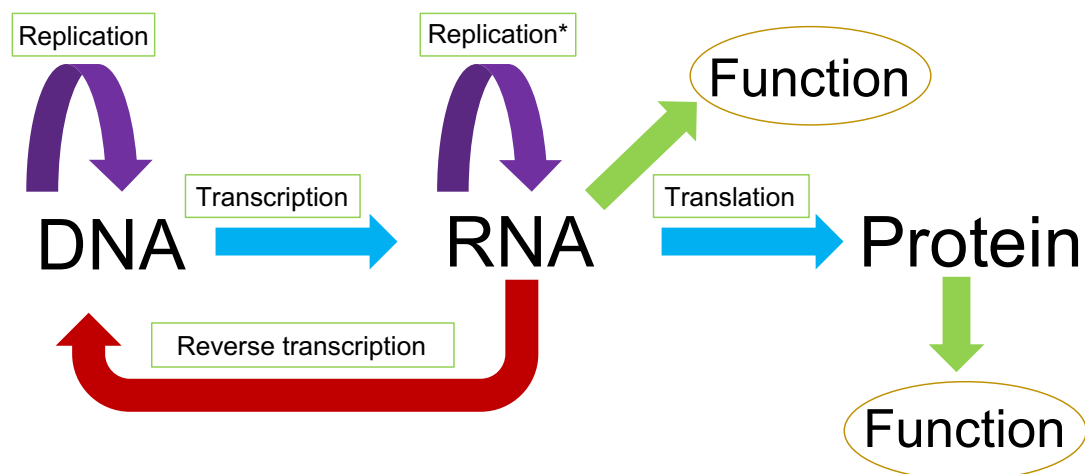 Replication
Replication*
Function
Transcription
Translation
DNA
RNA
Protein
Reverse transcription
Function